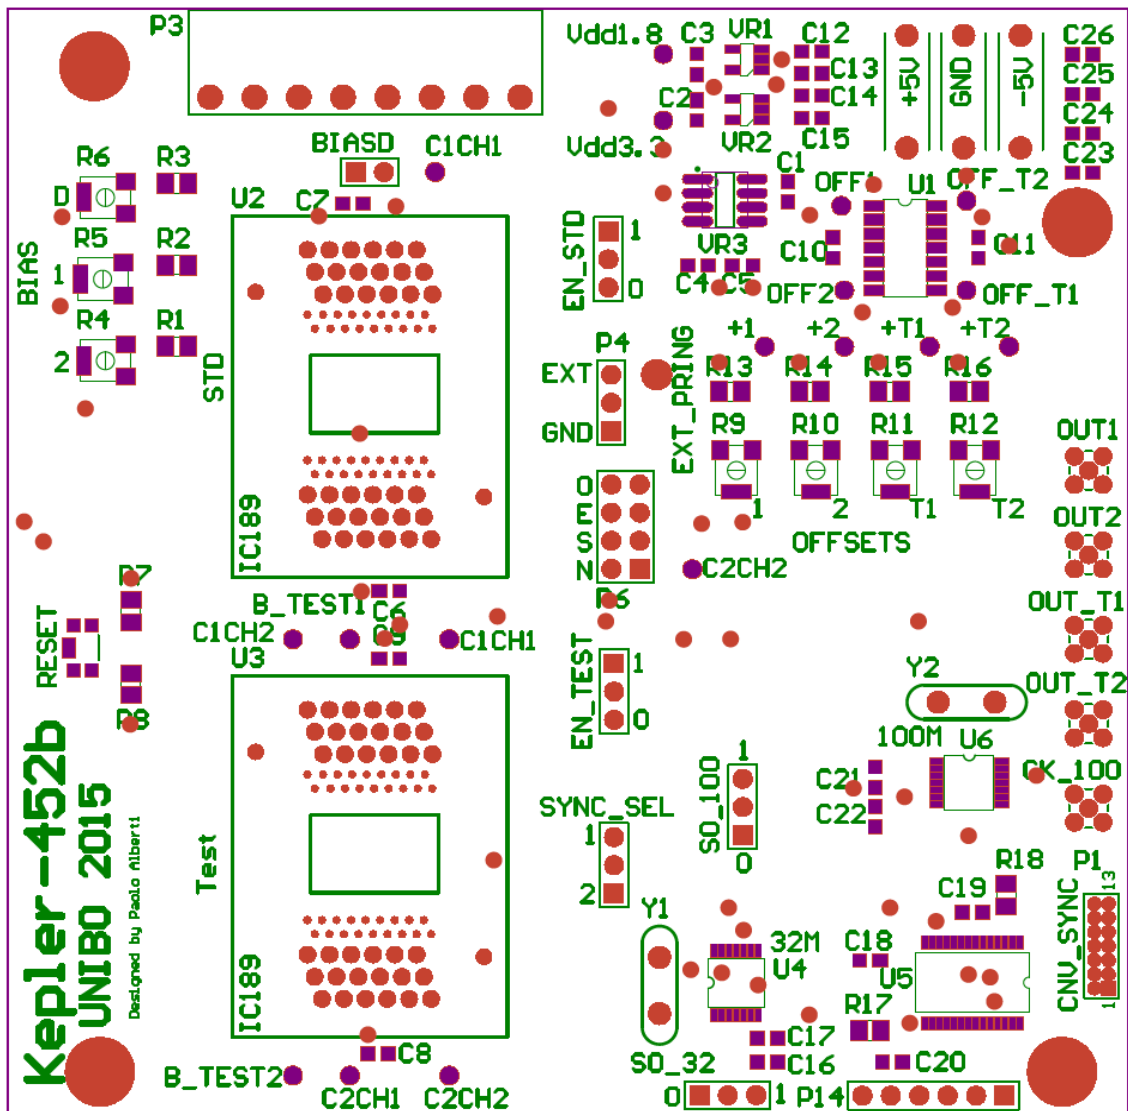 P3
Vdd1.8
C3
VR1
C12
C26
C13
C25
+5V
GND
-5V
C2
C14
C24
VR2
C15
C23
Vdd3.3
BIASD
C1CH1
R6
R3
D
U2
C7
C1
OFF1
U1
OFF_T2
R5
R2
EN_STD
1
0
VR3
C10
C11
BIAS
1
C4
C5
OFF2
OFF_T1
R4
R1
2
STD
P4
EXT
GND
EXT_PRING
+1
+2
+T1
+T2
R13
R14
R15
R16
R9
R10
R11
R12
OUT1
1
2
T1
T2
OFFSETS
IC189
O
E
S
N
OUT2
C2CH2
R7
P6
B_TEST1
C6
C9
C1CH2
C1CH1
U3
OUT_T1
RESET
EN_TEST
1
0
Y2
OUT_T2
R8
100M
U6
CK_100
C21
C22
SO_100
1
0
SYNC_SEL
1
2
Test
Kepler-452b
UNIBO 2015
Designed by Paolo Alberti
IC189
Y1
32M
U4
C19
R18
P1
13
CNV_SYNC
1
C18
U5
R17
C17
C16
C20
SO_32
0
1
P14
C8
B_TEST2
C2CH1
C2CH2